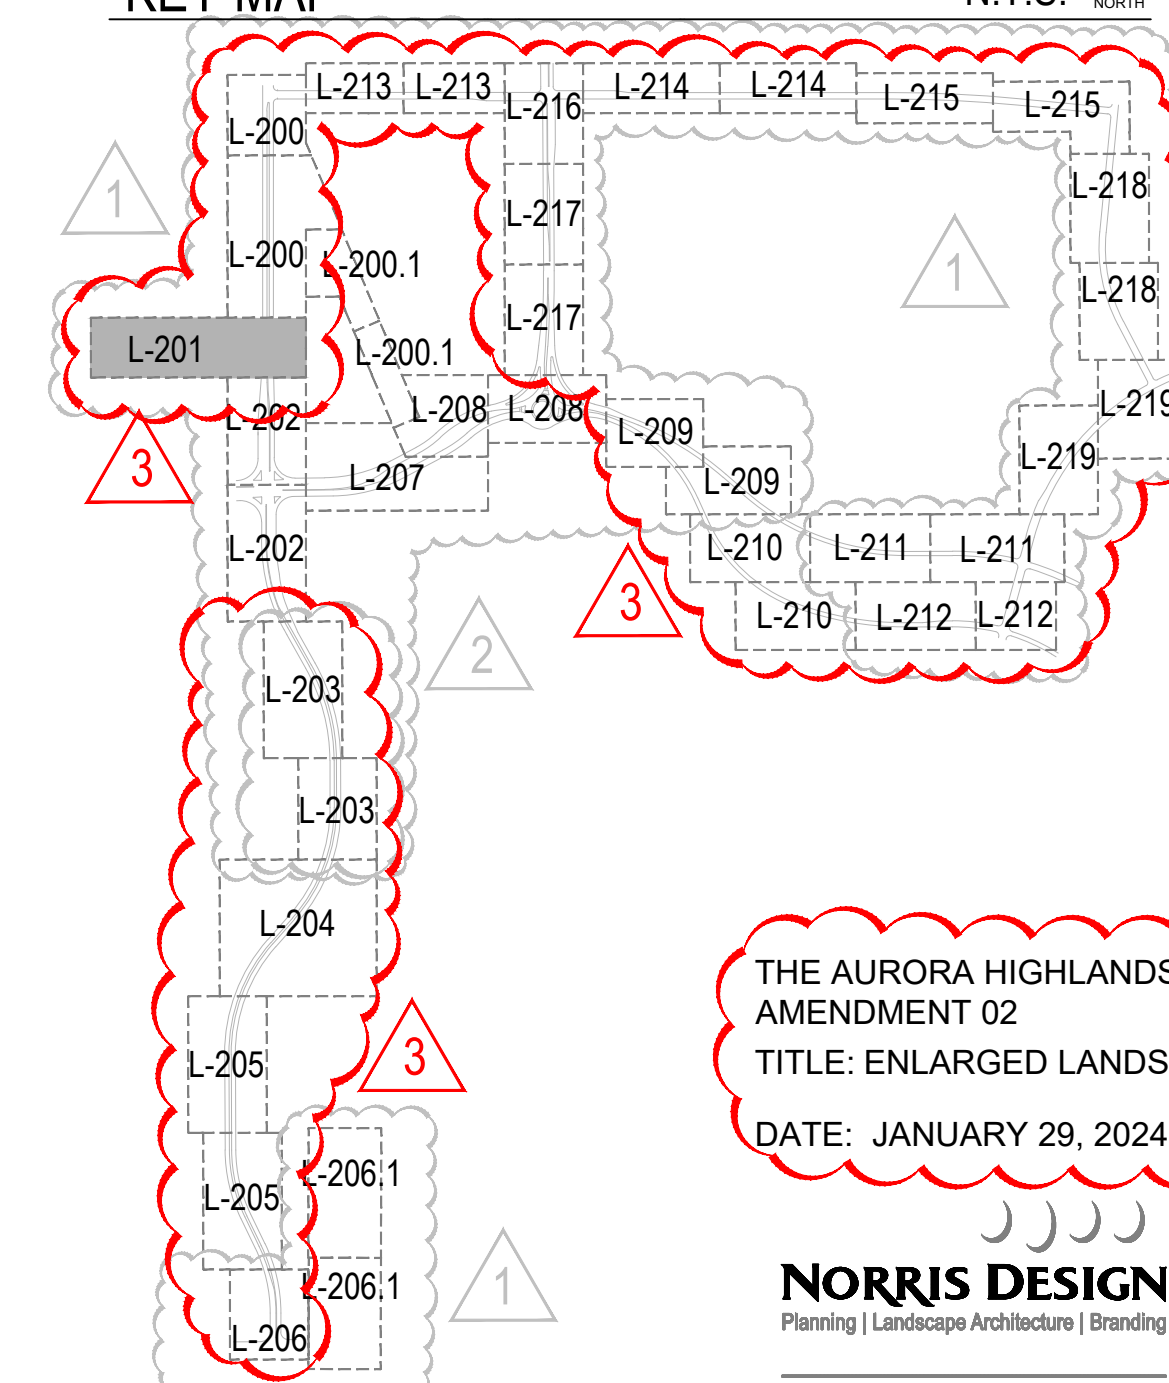 KEY MAP
N.T.S.
NORTH
L-213 L-213 L-214 L-214
L-215 L-215
L-200 L-216
1
L-218
L-217
L-200 L-200.1
1
L-218
L-217
L-201 L-200.1
L-202 L-208 L-208 L-209 L-219
3
L-207 L-209 L-219
L-202 L-210 L-211 L-211
3
L-210 L-212 L-212
2
L-203
L-203
L-204
THE AURORA HIGHLANDS
AMENDMENT 02
TITLE: ENLARGED LANDS
L-205
3
DATE: JANUARY 29, 2024
L-206.1
L-205
L-206.1
1
L-206
NORRIS DESIGN
Planning | Landscape Architecture | Branding